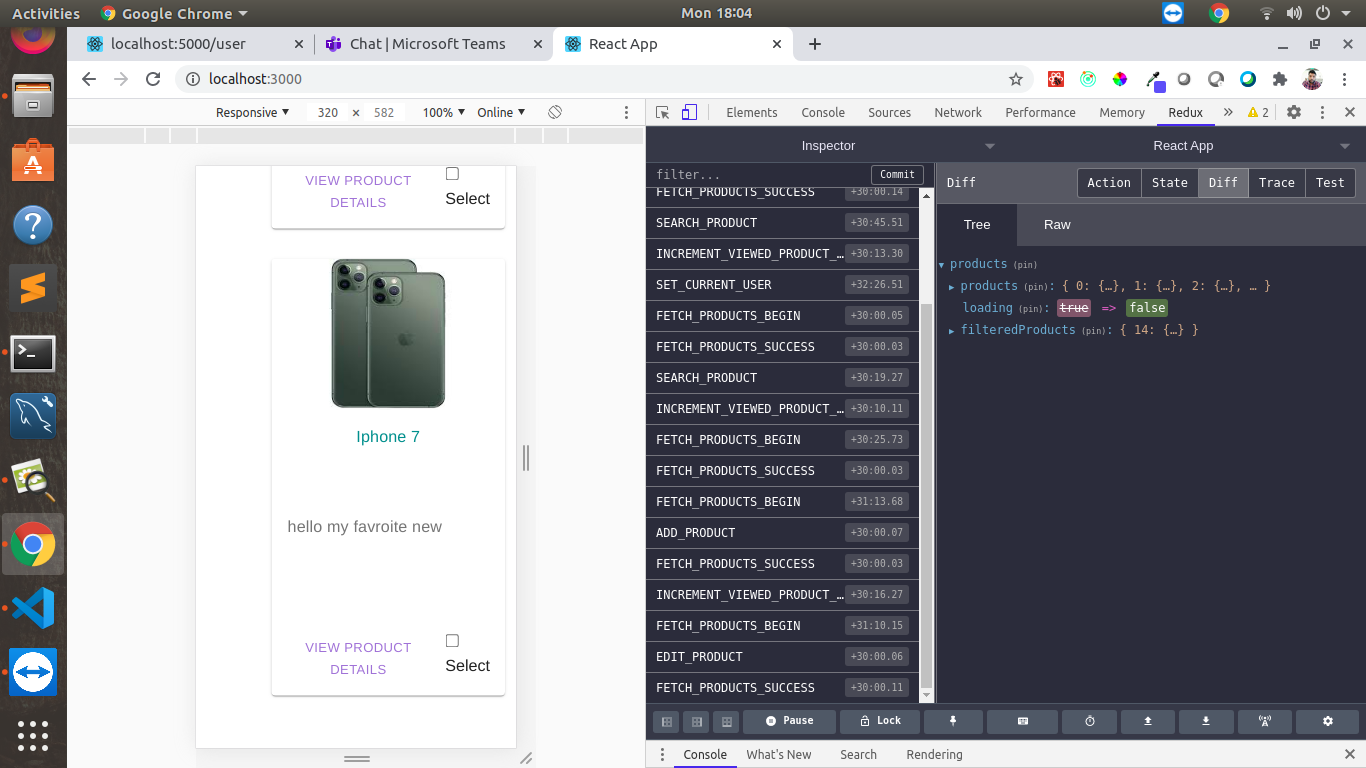 Activities
Google Chrome
Mon 18:04
localhost:5000/user
Chat | Microsoft Teams
React App
localhost:3000
Responsive
320 × 582
100%
Online
Elements
Console
Sources
Network
Performance
Memory
Redux
2
Inspector
React App
filter...
Commit
Diff
Action
State
Diff
Trace
Test
Tree
Raw
FETCH_PRODUCTS_SUCCESS +30:00.14
SEARCH_PRODUCT +30:45.51
INCREMENT_VIEWED_PRODUCT_… +30:13.30
SET_CURRENT_USER +32:26.51
FETCH_PRODUCTS_BEGIN +30:00.05
FETCH_PRODUCTS_SUCCESS +30:00.03
SEARCH_PRODUCT +30:19.27
INCREMENT_VIEWED_PRODUCT_… +30:10.11
FETCH_PRODUCTS_BEGIN +30:25.73
FETCH_PRODUCTS_SUCCESS +30:00.03
FETCH_PRODUCTS_BEGIN +31:13.68
ADD_PRODUCT +30:00.07
FETCH_PRODUCTS_SUCCESS +30:00.03
INCREMENT_VIEWED_PRODUCT_… +30:16.27
FETCH_PRODUCTS_BEGIN +31:10.15
EDIT_PRODUCT +30:00.06
FETCH_PRODUCTS_SUCCESS +30:00.11
products (pin)
products (pin): { 0: {…}, 1: {…}, 2: {…}, … }
loading (pin): true => false
filteredProducts (pin): { 14: {…} }
VIEW PRODUCT
DETAILS
Select
Iphone 7
hello my favroite new
VIEW PRODUCT
DETAILS
Select
Pause
Lock
Console
What's New
Search
Rendering